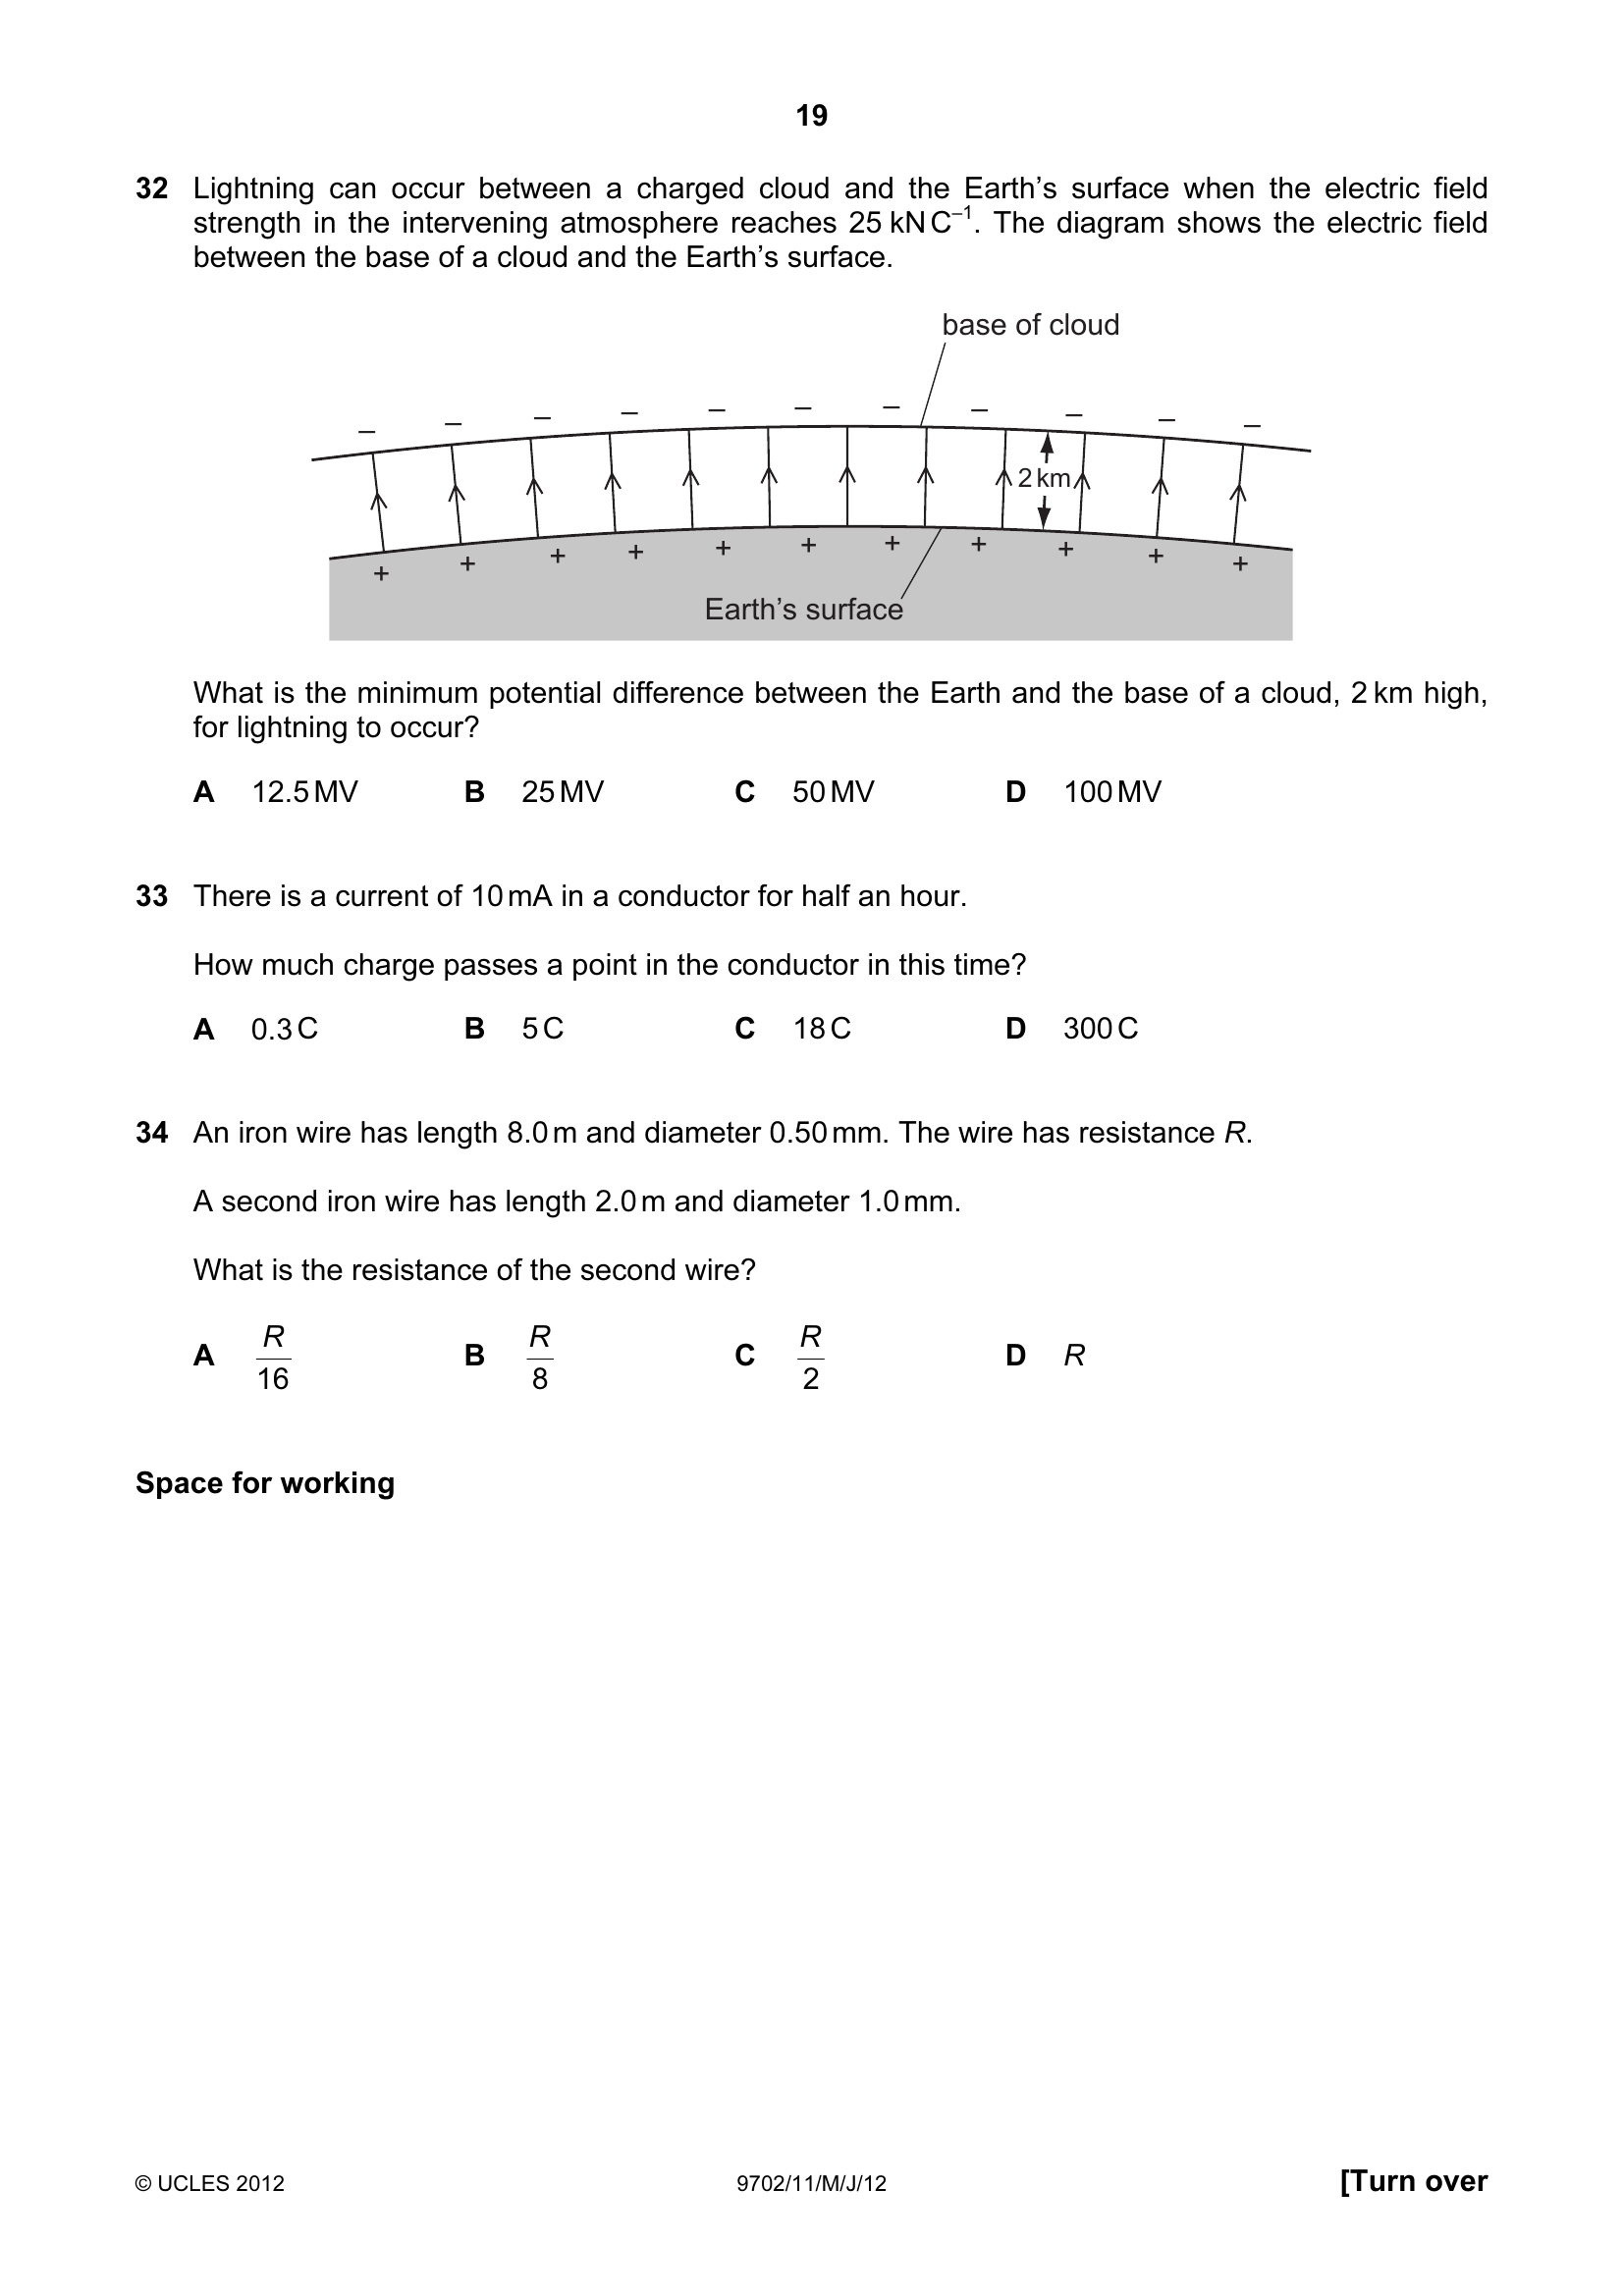 19
32 Lightning can occur between a charged cloud and the Earth's surface when the electric field
strength in the intervening atmosphere reaches 25 kN C⁻¹. The diagram shows the electric field
between the base of a cloud and the Earth's surface.
base of cloud
– – – – – – – – – – –
2 km
+ + + + + + + + + + +
Earth's surface
What is the minimum potential difference between the Earth and the base of a cloud, 2 km high,
for lightning to occur?
A 12.5 MV B 25 MV C 50 MV D 100 MV
33 There is a current of 10 mA in a conductor for half an hour.
How much charge passes a point in the conductor in this time?
A 0.3 C B 5 C C 18 C D 300 C
34 An iron wire has length 8.0 m and diameter 0.50 mm. The wire has resistance R.
A second iron wire has length 2.0 m and diameter 1.0 mm.
What is the resistance of the second wire?
A R/16 B R/8 C R/2 D R
Space for working
© UCLES 2012 9702/11/M/J/12 [Turn over